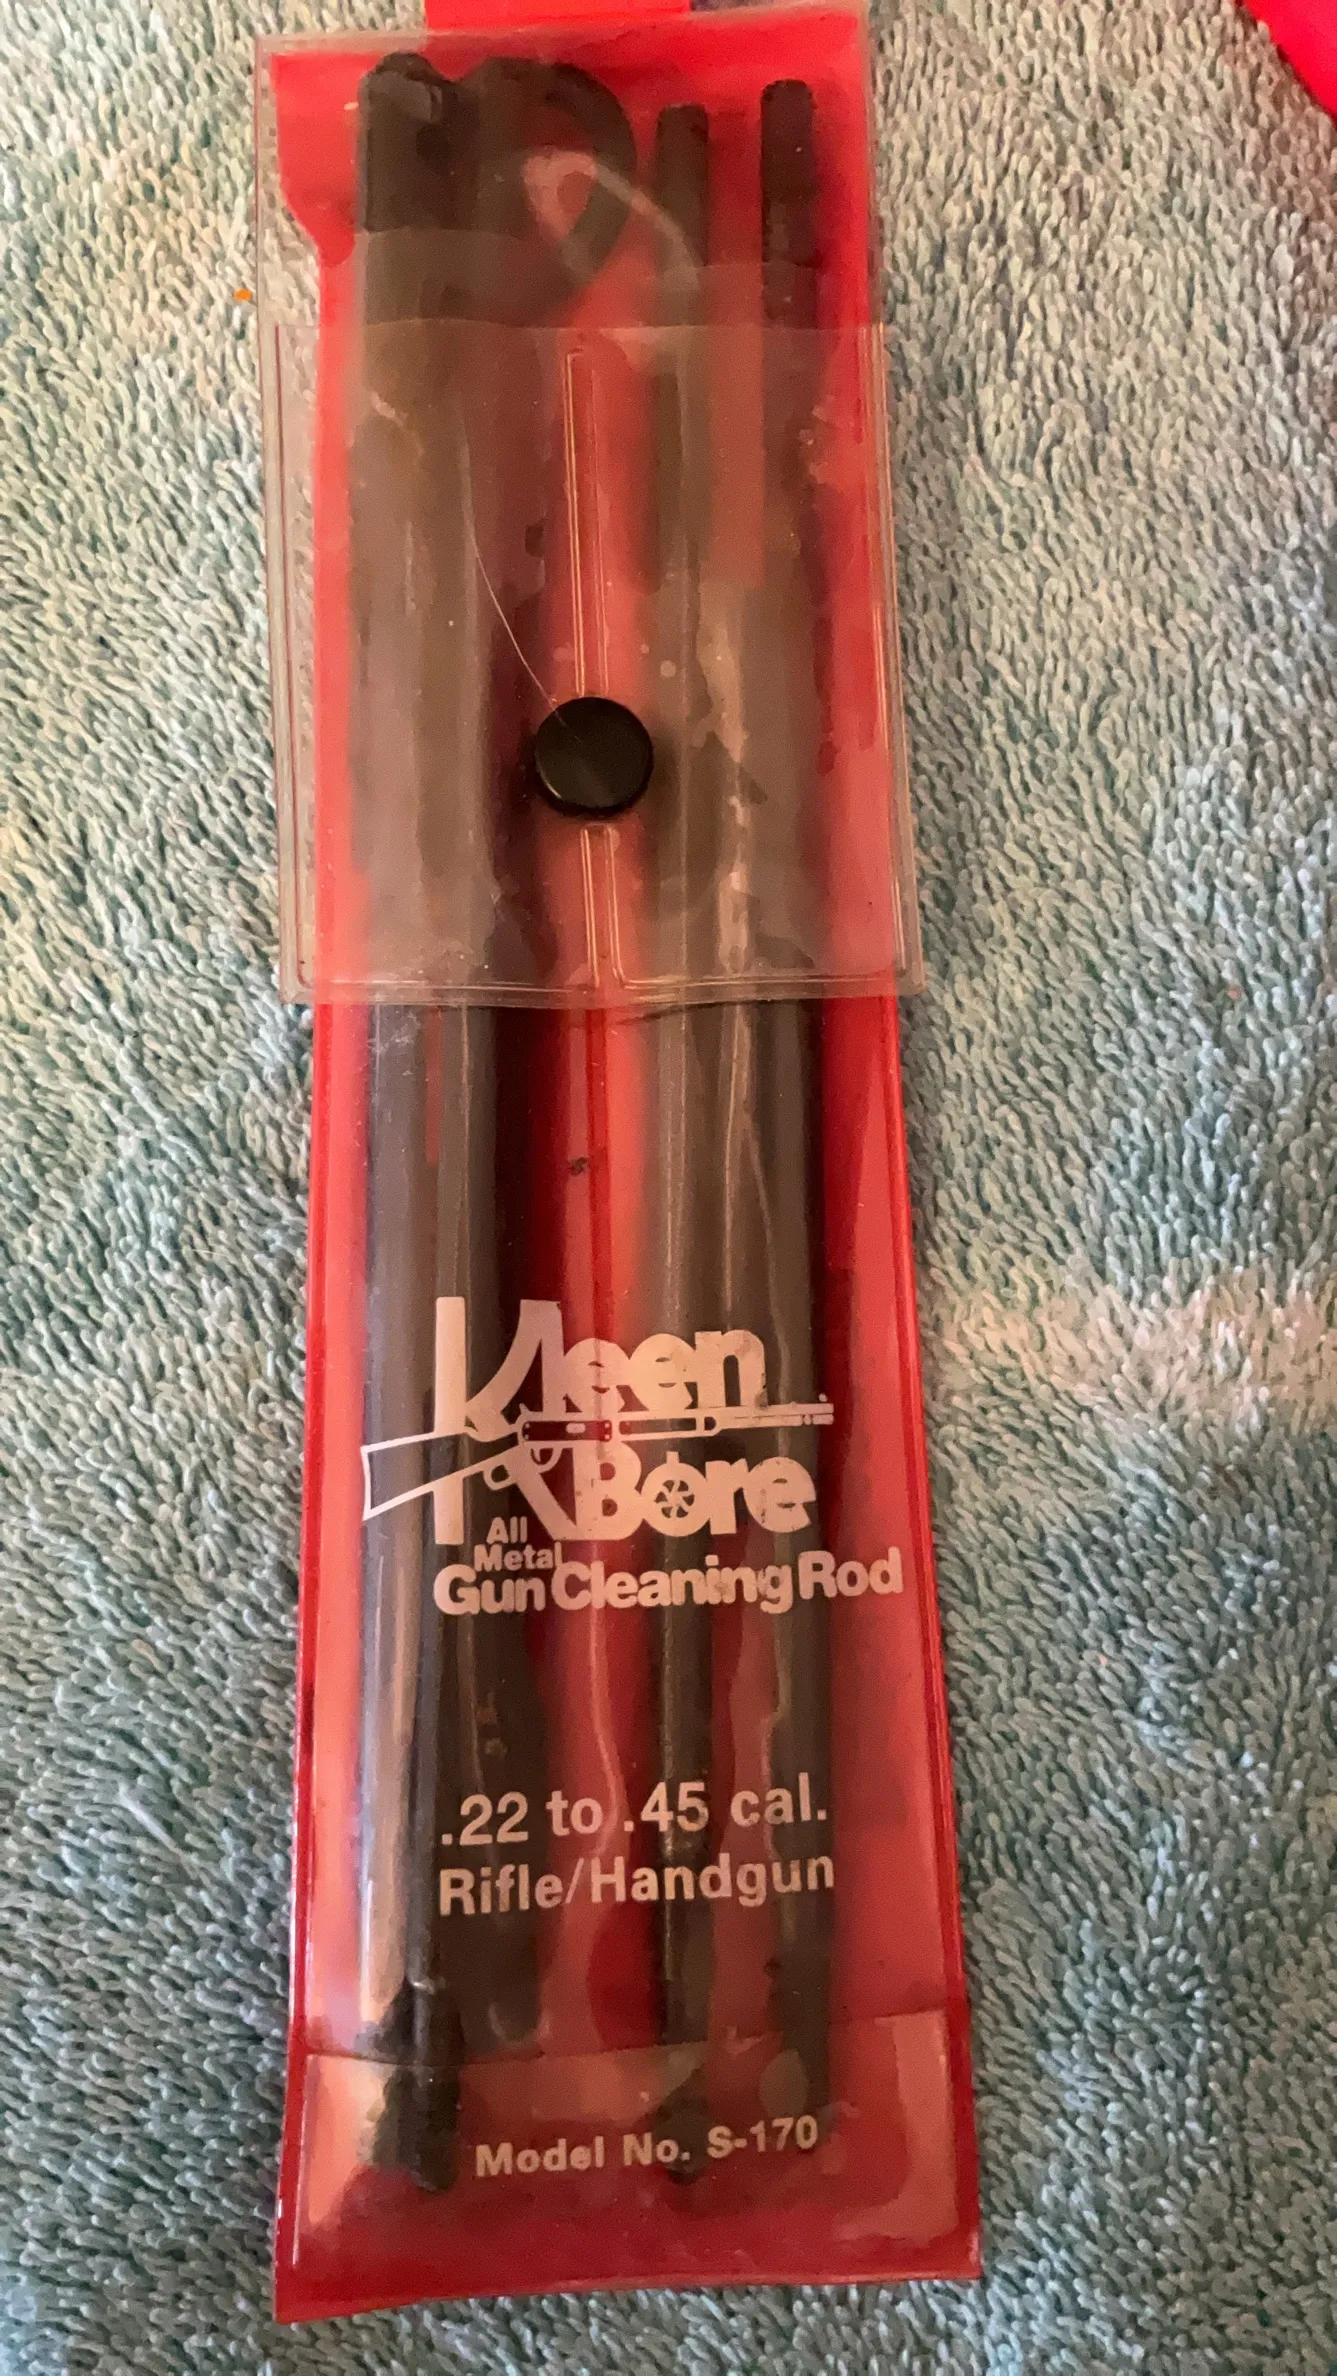 Kleen
Bore
All
Metal
Gun Cleaning Rod
.22 to .45 cal.
Rifle/Handgun
Model No. S-170